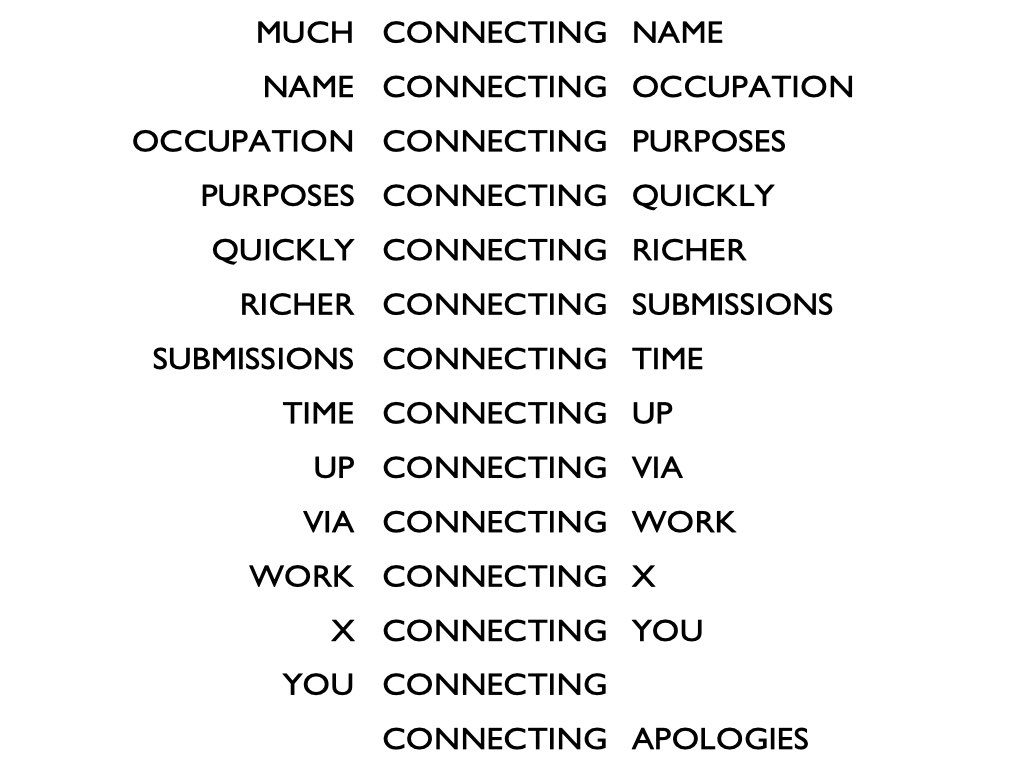 MUCH CONNECTING NAME
NAME CONNECTING OCCUPATION
OCCUPATION CONNECTING PURPOSES
PURPOSES CONNECTING QUICKLY
QUICKLY CONNECTING RICHER
RICHER CONNECTING SUBMISSIONS
SUBMISSIONS CONNECTING TIME
TIME CONNECTING UP
UP CONNECTING VIA
VIA CONNECTING WORK
WORK CONNECTING X
X CONNECTING YOU
YOU CONNECTING
CONNECTING APOLOGIES